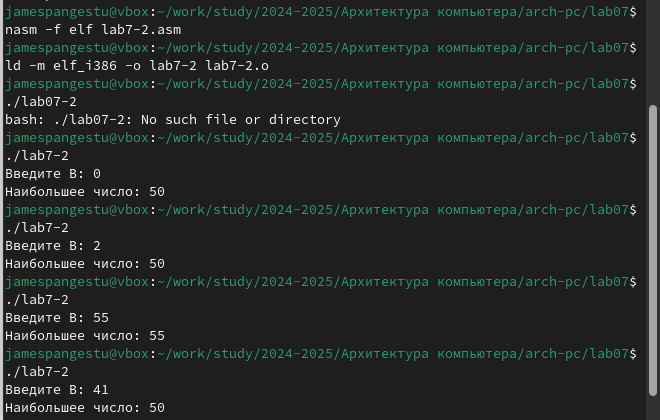 jamespangestu@vbox:~/work/study/2024-2025/Архитектура компьютера/arch-pc/lab07$
nasm -f elf lab7-2.asm
jamespangestu@vbox:~/work/study/2024-2025/Архитектура компьютера/arch-pc/lab07$
ld -m elf_i386 -o lab7-2 lab7-2.o
jamespangestu@vbox:~/work/study/2024-2025/Архитектура компьютера/arch-pc/lab07$
./lab07-2
bash: ./lab07-2: No such file or directory
jamespangestu@vbox:~/work/study/2024-2025/Архитектура компьютера/arch-pc/lab07$
./lab7-2
Введите B: 0
Наибольшее число: 50
jamespangestu@vbox:~/work/study/2024-2025/Архитектура компьютера/arch-pc/lab07$
./lab7-2
Введите B: 2
Наибольшее число: 50
jamespangestu@vbox:~/work/study/2024-2025/Архитектура компьютера/arch-pc/lab07$
./lab7-2
Введите B: 55
Наибольшее число: 55
jamespangestu@vbox:~/work/study/2024-2025/Архитектура компьютера/arch-pc/lab07$
./lab7-2
Введите B: 41
Наибольшее число: 50